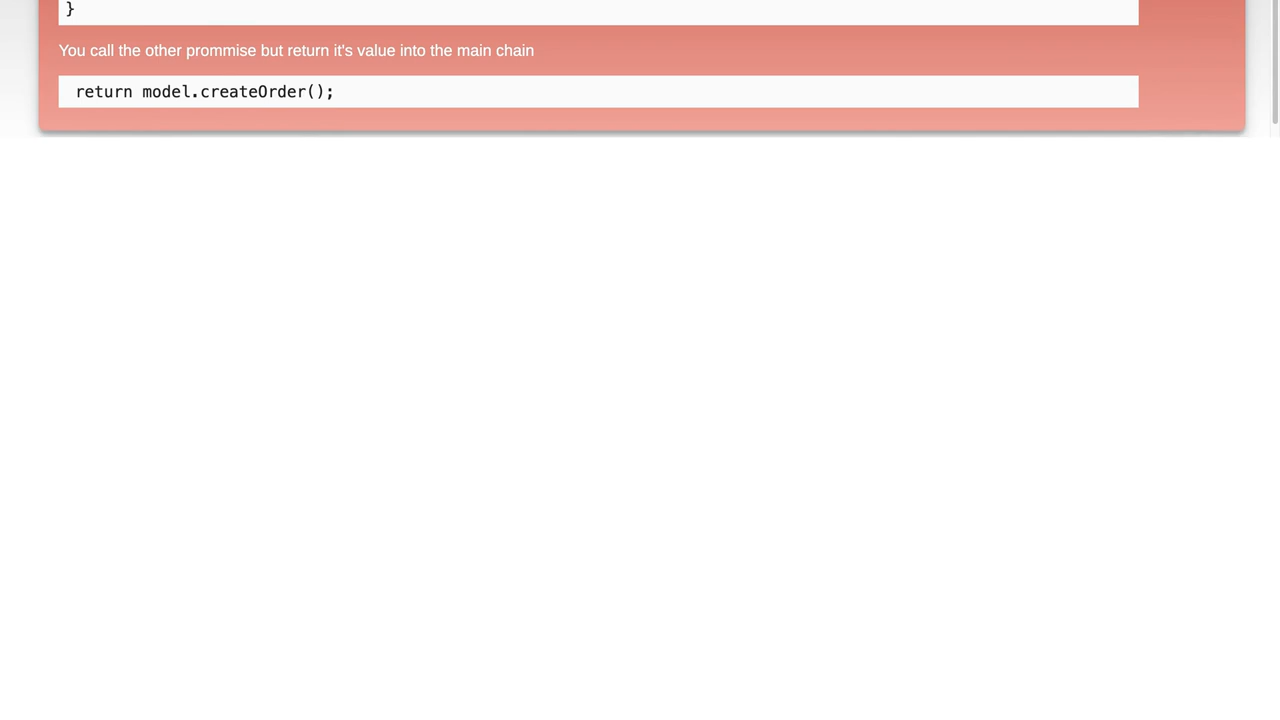 }
You call the other prommise but return it's value into the main chain
return model.createOrder();